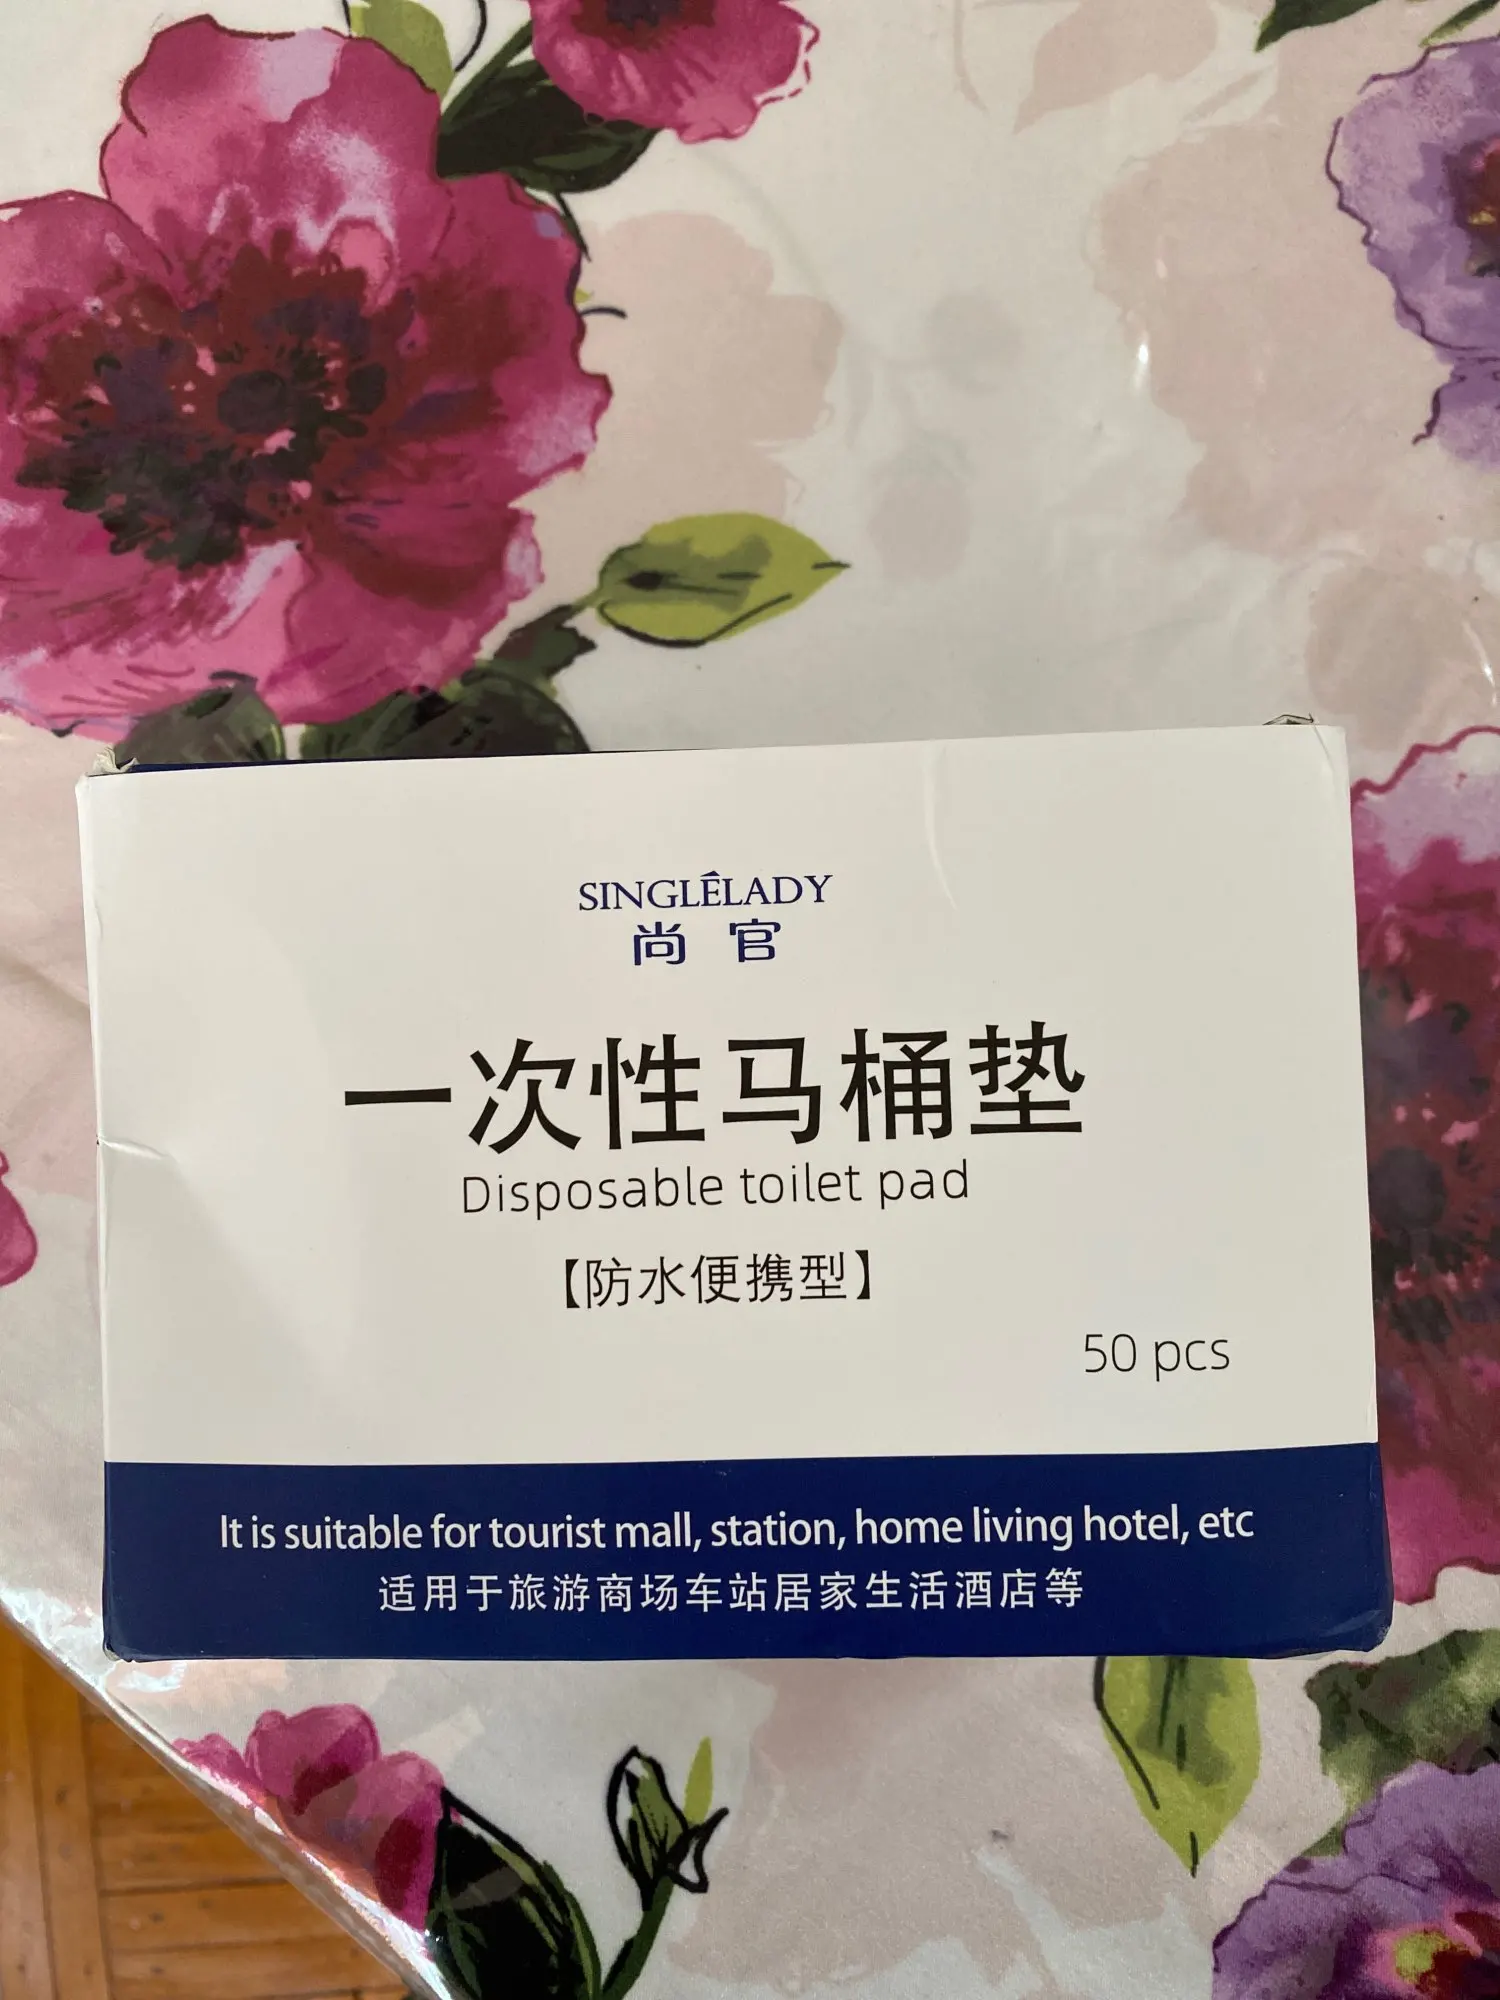 SINGLÊLADY
尚官
一次性马桶垫
Disposable toilet pad
【防水便携型】
50 pcs
It is suitable for tourist mall, station, home living hotel, etc
适用于旅游商场车站居家生活酒店等